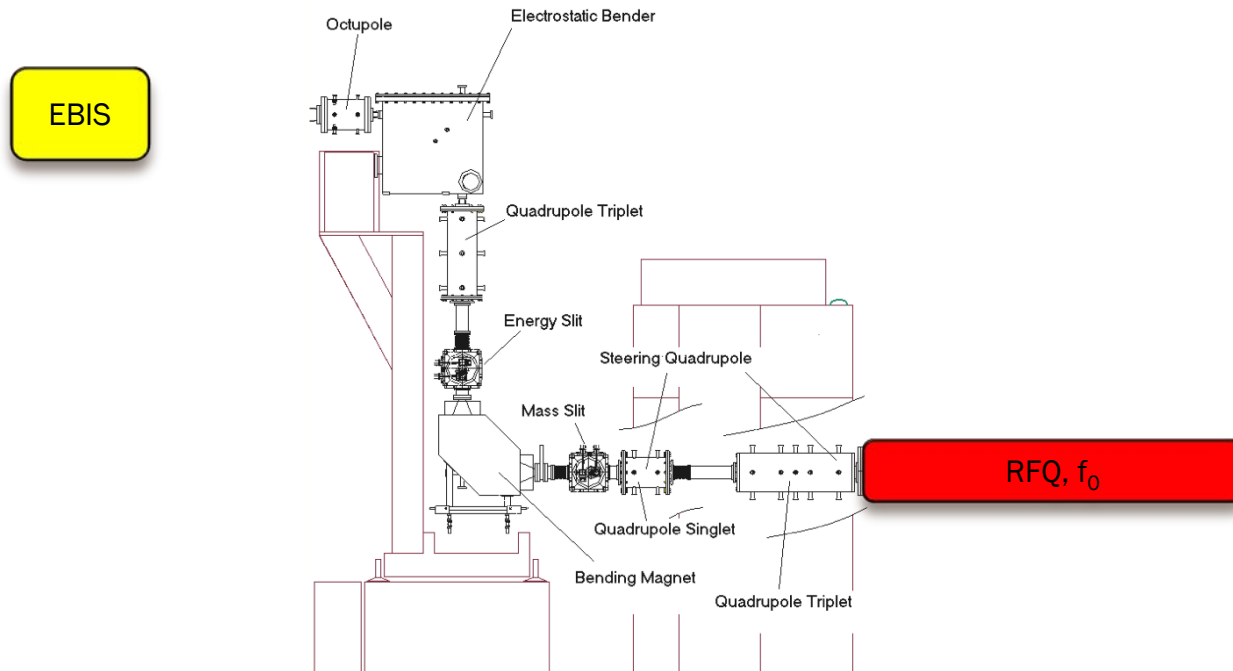 Octupole
Electrostatic Bender
EBIS
Quadrupole Triplet
Energy Slit
Steering Quadrupole
Mass Slit
RFQ, f₀
Quadrupole Singlet
Bending Magnet
Quadrupole Triplet